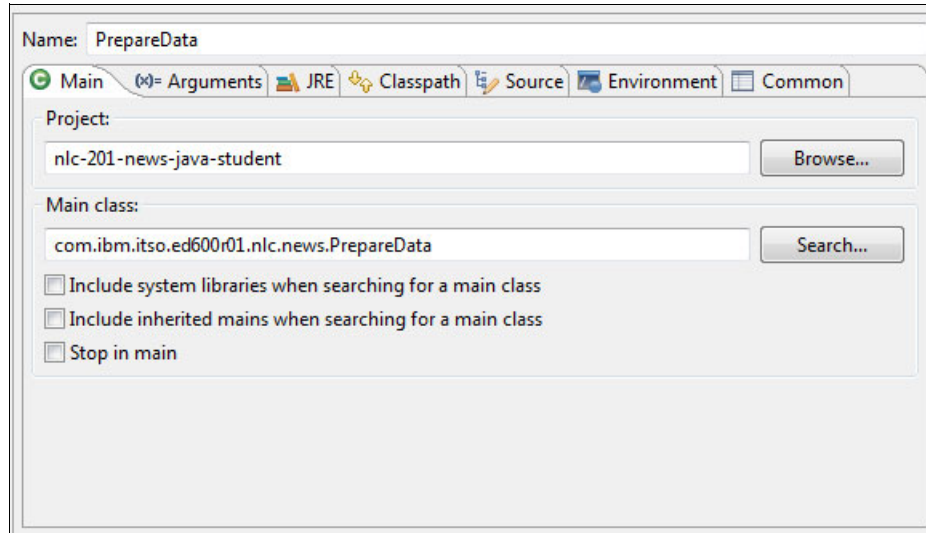 Name: PrepareData
Main (x)= Arguments JRE Classpath Source Environment Common
Project:
nlc-201-news-java-student Browse...
Main class:
com.ibm.itso.ed600r01.nlc.news.PrepareData Search...
Include system libraries when searching for a main class
Include inherited mains when searching for a main class
Stop in main